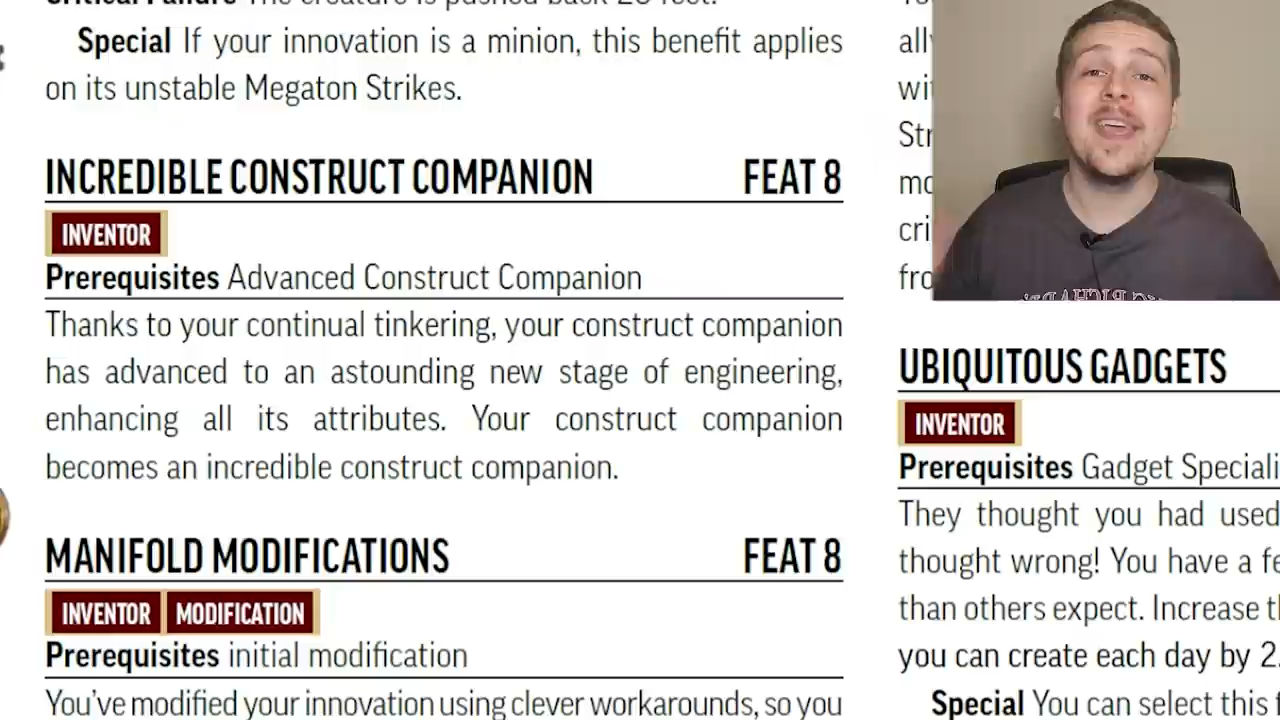 Special If your innovation is a minion, this benefit applies
on its unstable Megaton Strikes.
INCREDIBLE CONSTRUCT COMPANION FEAT 8
INVENTOR
Prerequisites Advanced Construct Companion
Thanks to your continual tinkering, your construct companion
has advanced to an astounding new stage of engineering,
enhancing all its attributes. Your construct companion
becomes an incredible construct companion.
MANIFOLD MODIFICATIONS FEAT 8
INVENTOR MODIFICATION
Prerequisites initial modification
You've modified your innovation using clever workarounds, so you
UBIQUITOUS GADGETS
INVENTOR
Prerequisites Gadget
They thought you had used
thought wrong! You have a
than others expect. Increase
you can create each day by 2.
Special You can select this